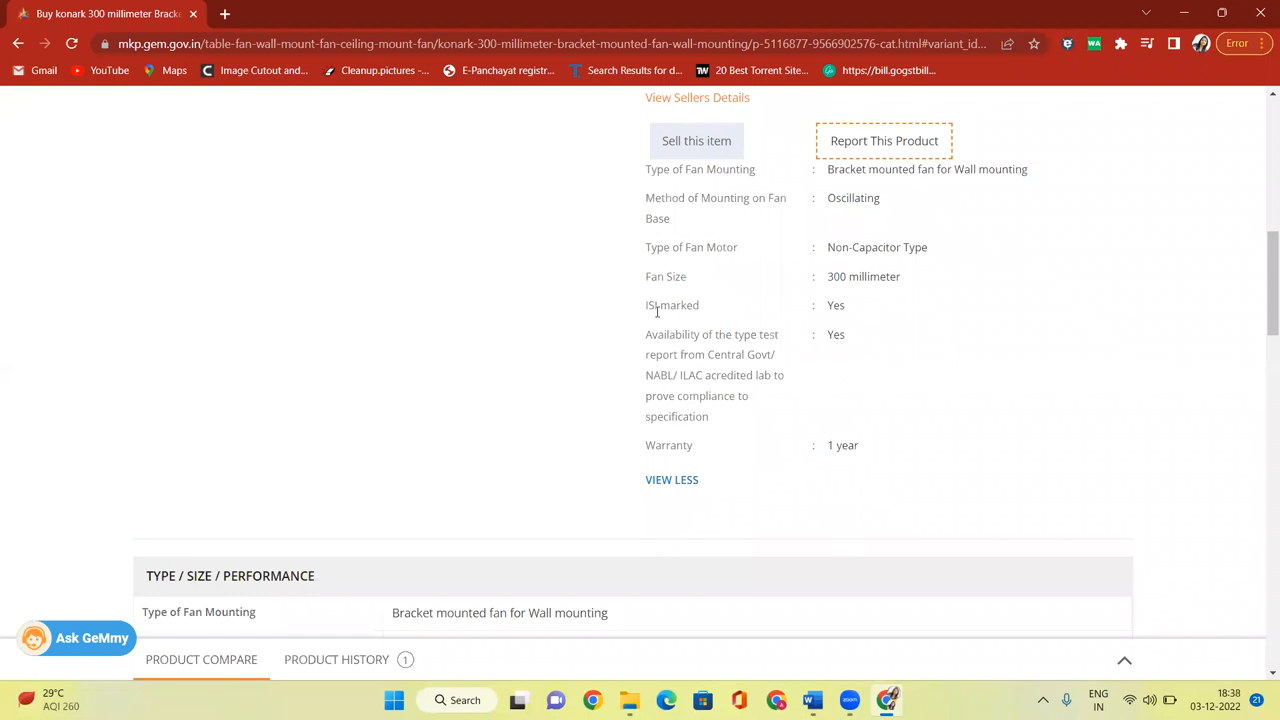 Buy konark 300 millimeter Bracke
mkp.gem.gov.in/table-fan-wall-mount-fan-ceiling-mount-fan/konark-300-millimeter-bracket-mounted-fan-wall-mounting/p-5116877-9566902576-cat.html#variant_id...
Error
Gmail
YouTube
Maps
Image Cutout and...
Cleanup.pictures -...
E-Panchayat registr...
Search Results for d...
20 Best Torrent Site...
https://bill.gogstbill...
View Sellers Details
Sell this item
Report This Product
Type of Fan Mounting : Bracket mounted fan for Wall mounting
Method of Mounting on Fan : Oscillating
Base
Type of Fan Motor : Non-Capacitor Type
Fan Size : 300 millimeter
ISI marked : Yes
Availability of the type test : Yes
report from Central Govt/
NABL/ ILAC acredited lab to
prove compliance to
specification
Warranty : 1 year
VIEW LESS
TYPE / SIZE / PERFORMANCE
Type of Fan Mounting Bracket mounted fan for Wall mounting
Ask GeMmy
PRODUCT COMPARE
PRODUCT HISTORY 1
29°C
AQI 260
Search
ENG
IN
18:38
03-12-2022
21